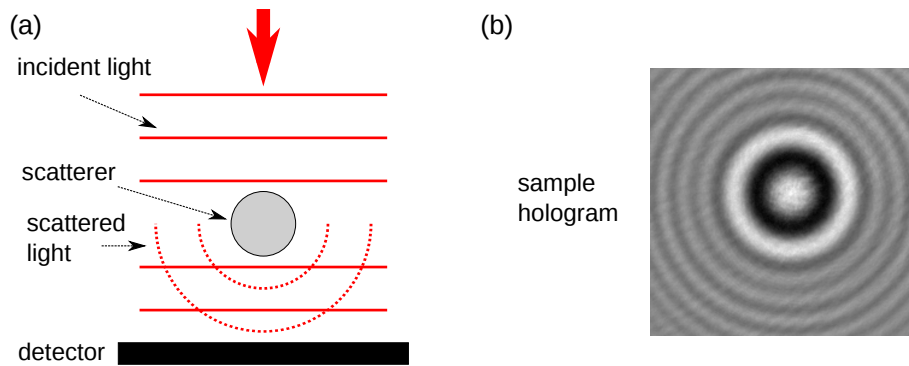 (a)
incident light
scatterer
scattered
light
detector
(b)
sample
hologram